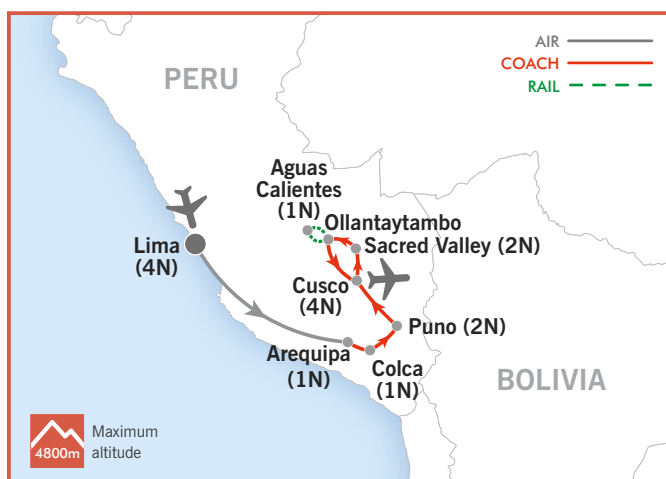 AIR
COACH
RAIL
PERU
Aguas
Calientes
(1N)
Ollantaytambo
Sacred Valley (2N)
Lima
(4N)
Cusco
(4N)
Puno (2N)
Arequipa
(1N)
Colca
(1N)
BOLIVIA
4800m
Maximum
altitude